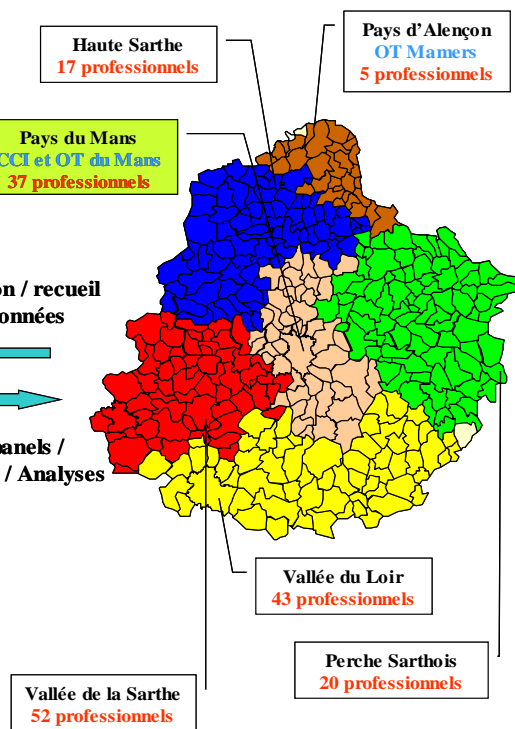 Pays d'Alençon
OT Mamers
5 professionnels
Haute Sarthe
17 professionnels
Pays du Mans
CCI et OT du Mans
37 professionnels
/ recueil
panels /
/ Analyses
Vallée du Loir
43 professionnels
Perche Sarthois
20 professionnels
Vallée de la Sarthe
52 professionnels